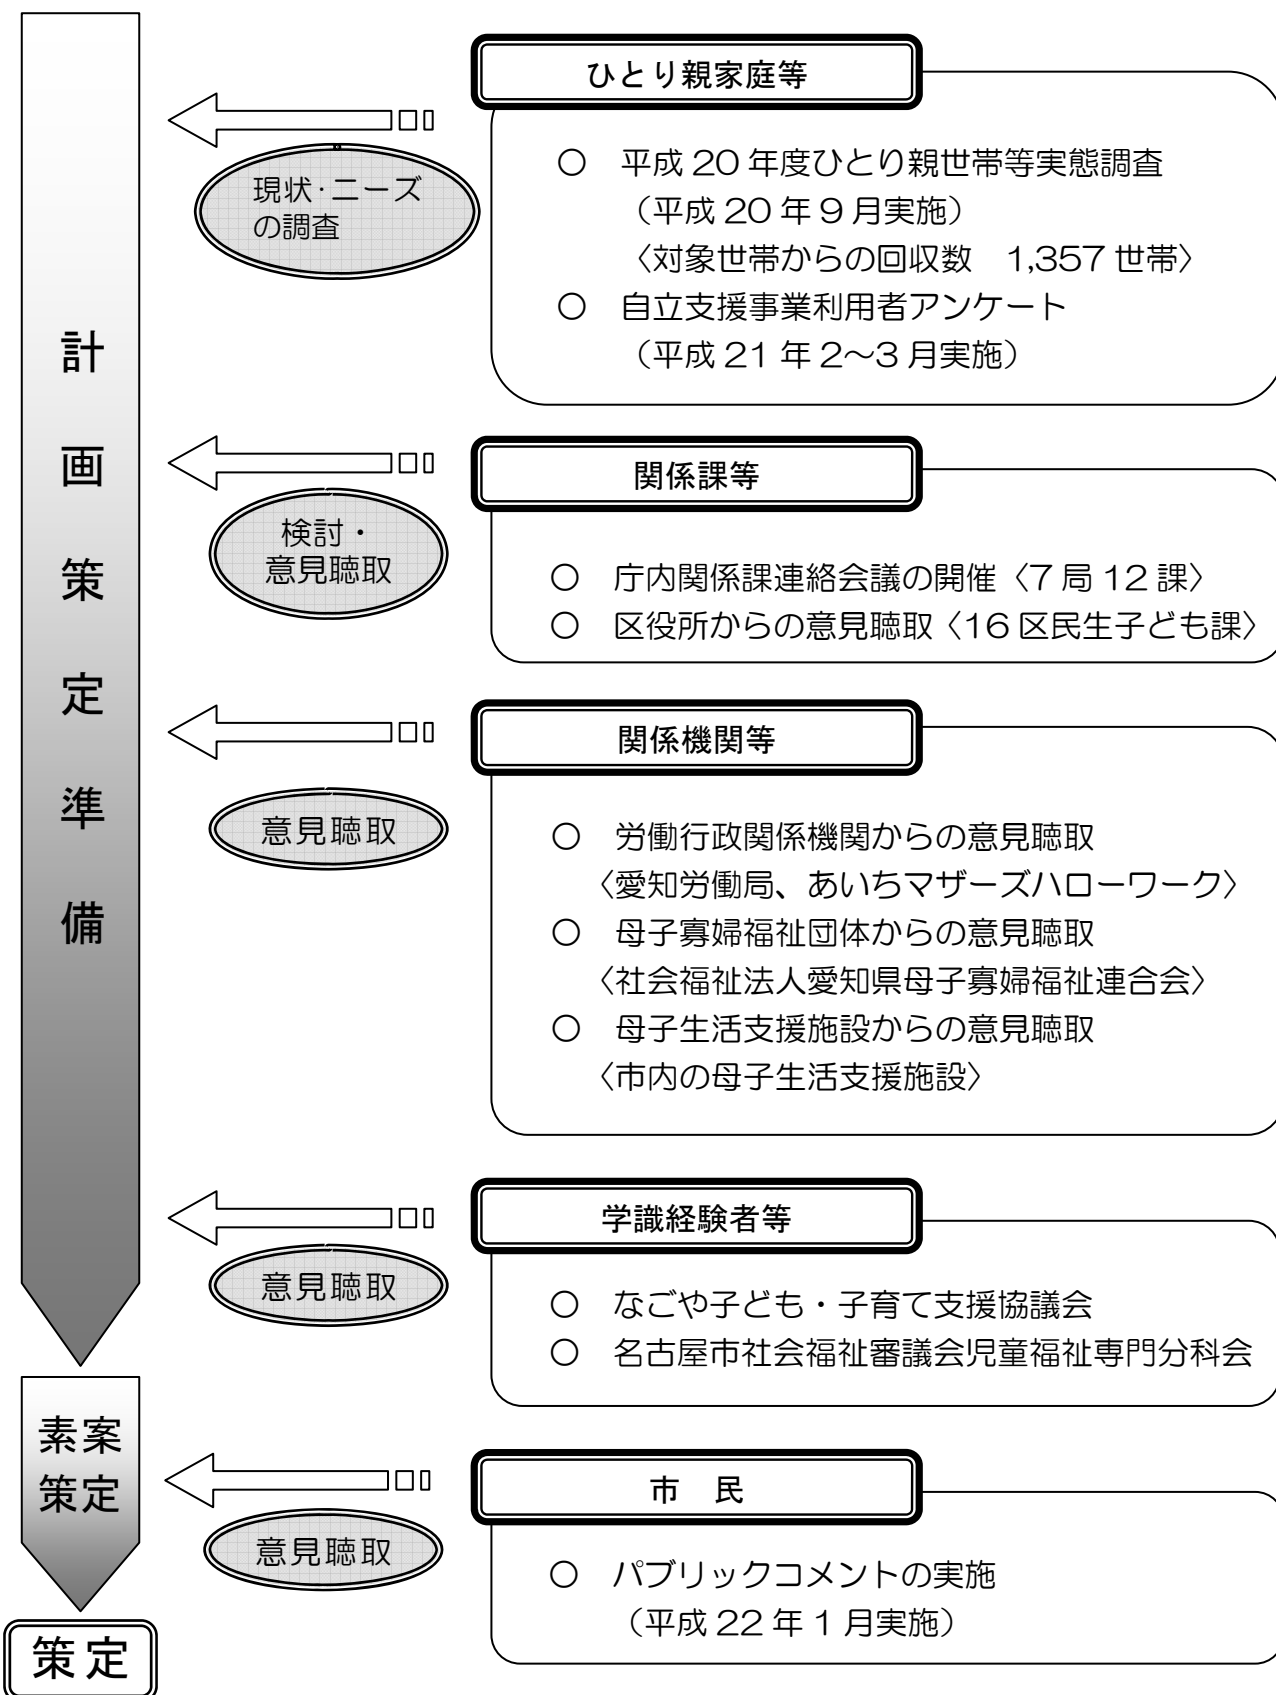 計画策定準備
ひとり親家庭等
現状・ニーズ
の調査
○ 平成 20 年度ひとり親世帯等実態調査
(平成 20 年 9 月実施)
〈対象世帯からの回収数 1,357 世帯〉
○ 自立支援事業利用者アンケート
(平成 21 年 2～3 月実施)
関係課等
検討・
意見聴取
○ 庁内関係課連絡会議の開催〈7 局 12 課〉
○ 区役所からの意見聴取〈16 区民生子ども課〉
関係機関等
意見聴取
○ 労働行政関係機関からの意見聴取
〈愛知労働局、あいちマザーズハローワーク〉
○ 母子寡婦福祉団体からの意見聴取
〈社会福祉法人愛知県母子寡婦福祉連合会〉
○ 母子生活支援施設からの意見聴取
〈市内の母子生活支援施設〉
学識経験者等
意見聴取
○ なごや子ども・子育て支援協議会
○ 名古屋市社会福祉審議会児童福祉専門分科会
素案
策定
市 民
意見聴取
○ パブリックコメントの実施
(平成 22 年 1 月実施)
策定